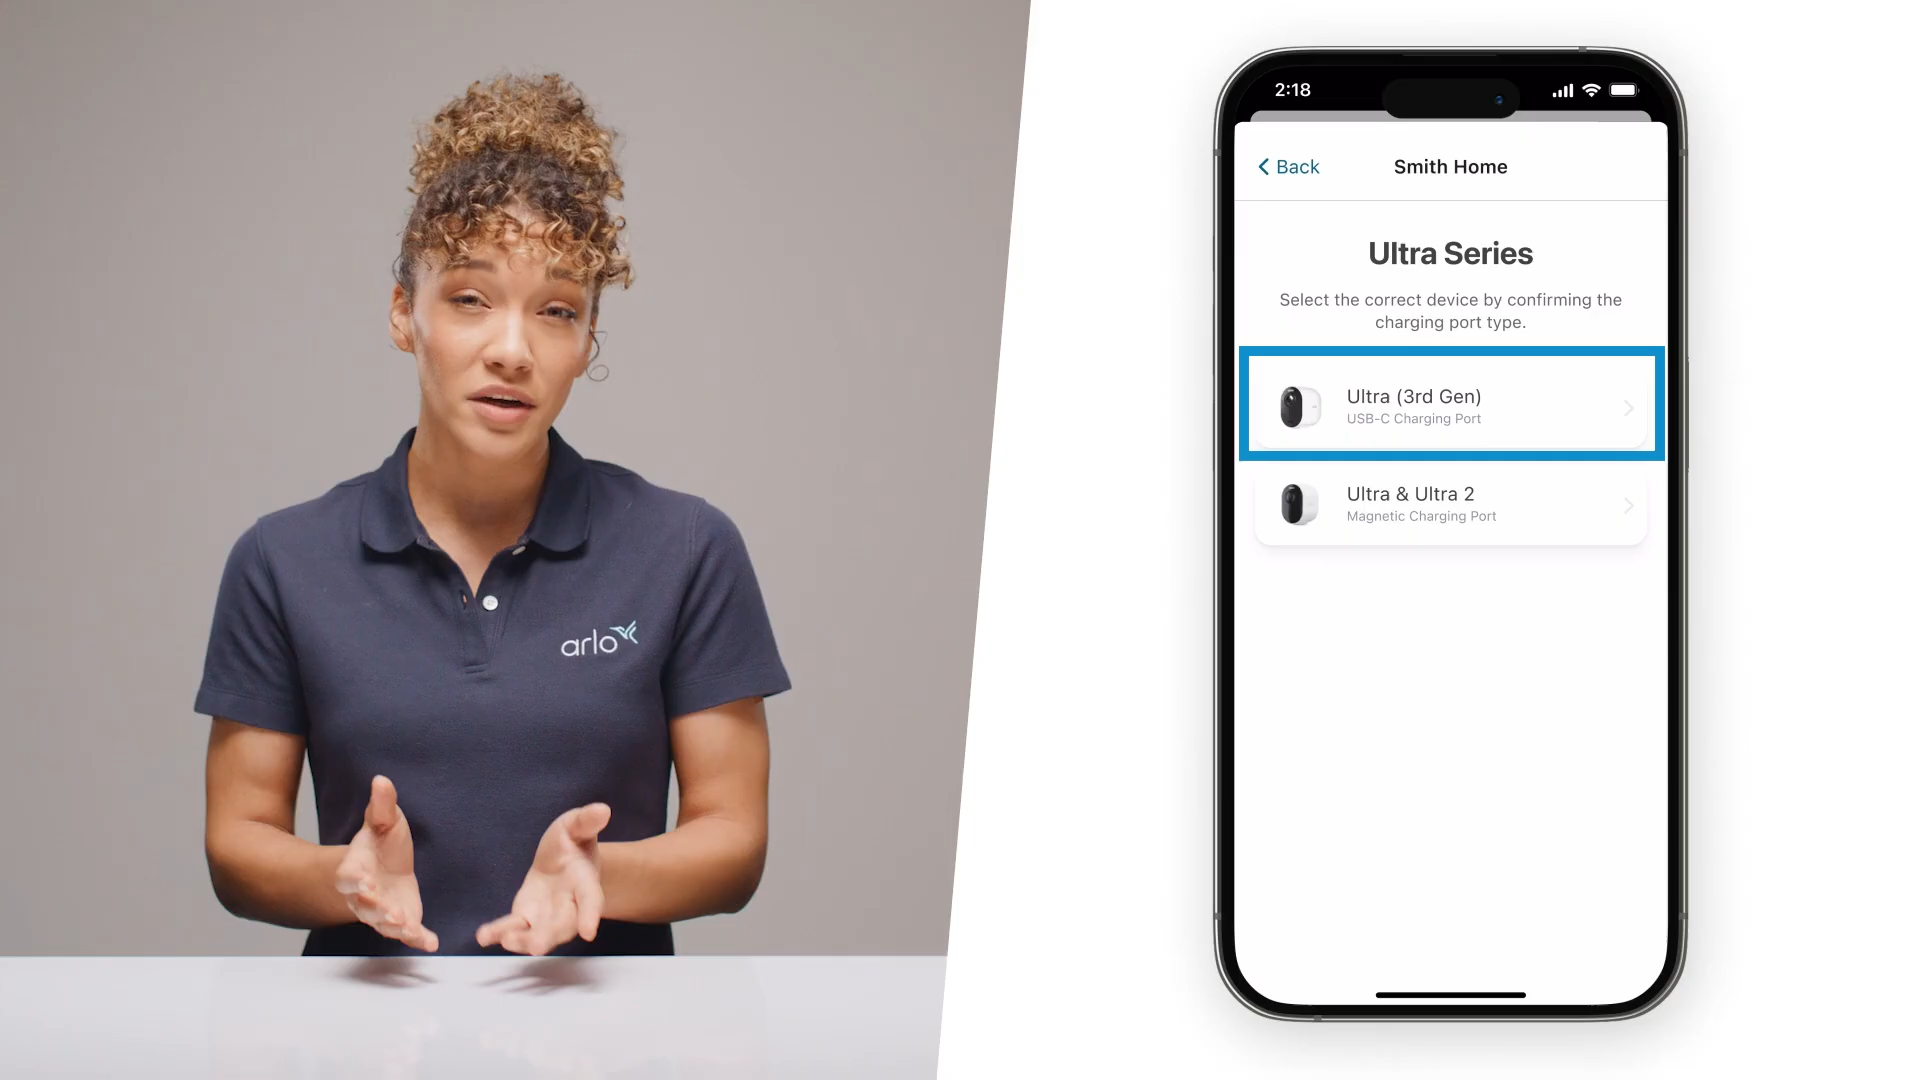 arlo
2:18
Back
Smith Home
Ultra Series
Select the correct device by confirming the
charging port type.
Ultra (3rd Gen)
USB-C Charging Port
Ultra & Ultra 2
Magnetic Charging Port